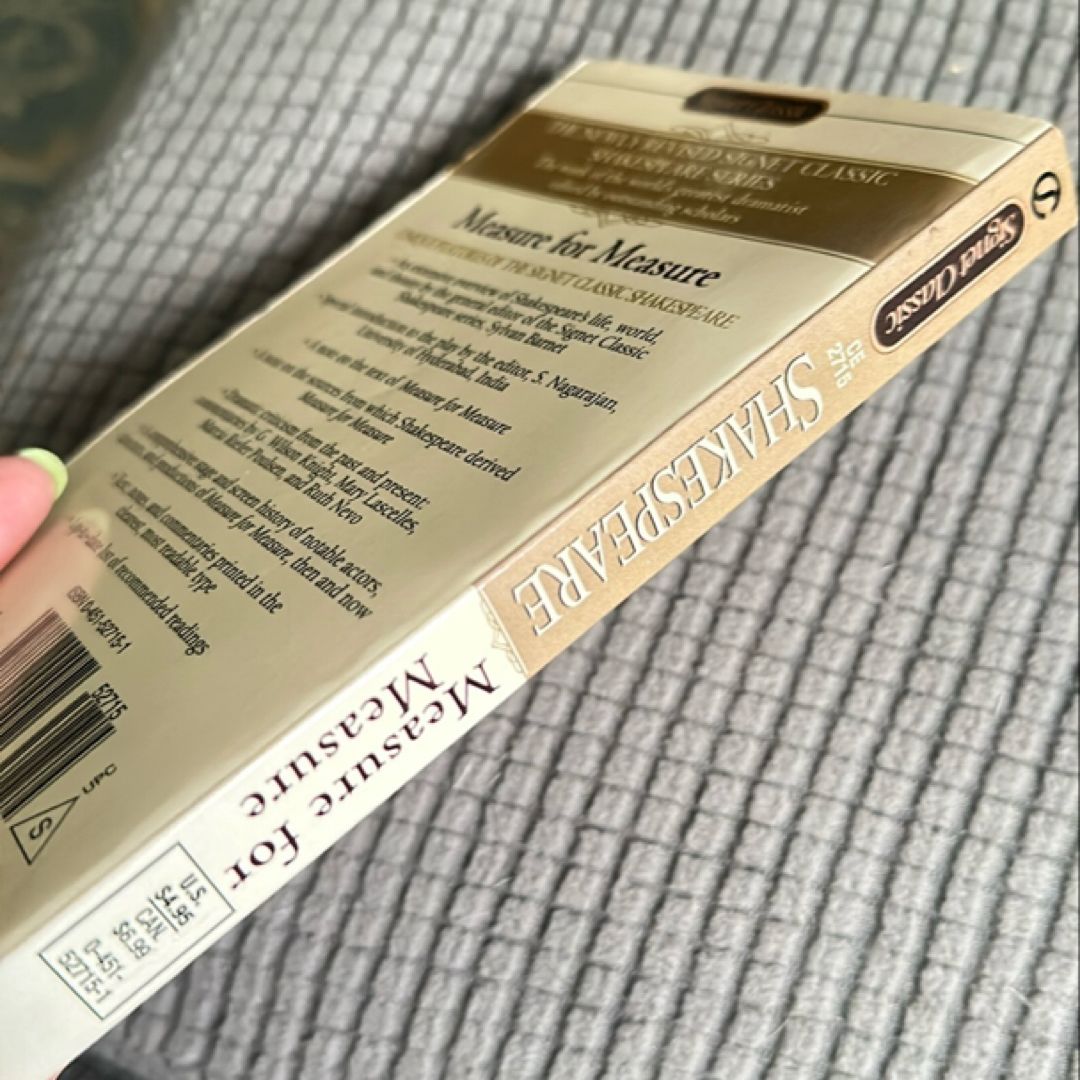 THE NEWLY REVISED SIGNET CLASSIC
SHAKESPEARE SERIES
The work of the world's greatest dramatist
edited by outstanding scholars
Measure for Measure
UNIQUE FEATURES OF THE SIGNET CLASSIC SHAKESPEARE
• An extensive overview of Shakespeare's life, world,
and theater by the general editor of the Signet Classic
Shakespeare series, Sylvan Barnet
• Special introduction to the play by the editor, S. Nagarajan,
University of Hyderabad, India
• A note on the text of Measure for Measure
• A note on the sources from which Shakespeare derived
Measure for Measure
• Dramatic criticism from the past and present:
commentaries by G. Wilson Knight, Mary Lascelles,
Marcia Riefer Poulsen, and Ruth Nevo
• A comprehensive stage and screen history of notable actors,
directors, and productions of Measure for Measure, then and now
• Text, notes, and commentaries printed in the
clearest, most readable type
• Up-to-date list of recommended readings
ISBN 0-451-52715-1
52715
UPC
S
S
Signet Classic
CE
2715
SHAKESPEARE
Measure for
Measure
U.S.
$4.95
CAN.
$6.99
0-451-
52715-1